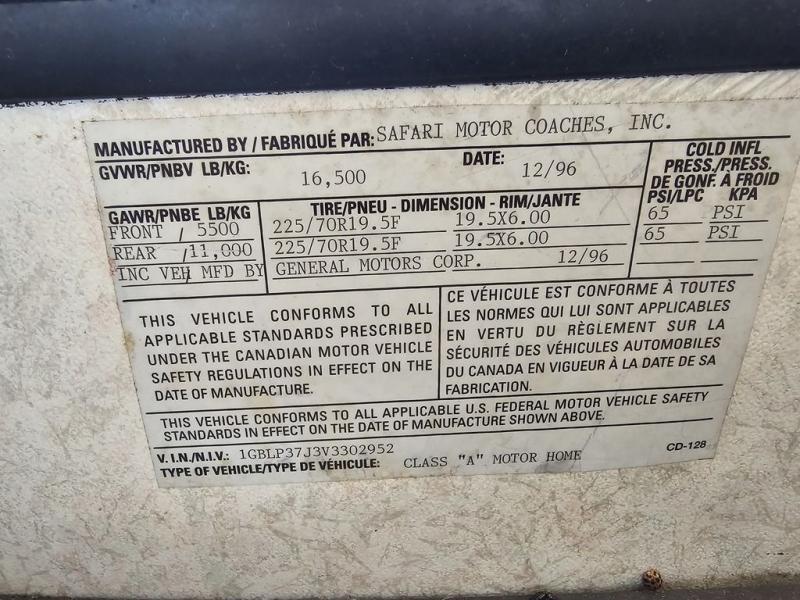 MANUFACTURED BY / FABRIQUÉ PAR: SAFARI MOTOR COACHES, INC.
GVWR/PNBV LB/KG: 16,500 DATE: 12/96
COLD INFL
PRESS./PRESS.
DE GONF. À FROID
PSI/LPC KPA
GAWR/PNBE LB/KG TIRE/PNEU - DIMENSION - RIM/JANTE
FRONT / 5500 225/70R19.5F 19.5X6.00 65 PSI
REAR /11,000 225/70R19.5F 19.5X6.00 65 PSI
INC VEH MFD BY GENERAL MOTORS CORP. 12/96
THIS VEHICLE CONFORMS TO ALL
APPLICABLE STANDARDS PRESCRIBED
UNDER THE CANADIAN MOTOR VEHICLE
SAFETY REGULATIONS IN EFFECT ON THE
DATE OF MANUFACTURE.
CE VÉHICULE EST CONFORME À TOUTES
LES NORMES QUI LUI SONT APPLICABLES
EN VERTU DU RÈGLEMENT SUR LA
SÉCURITÉ DES VÉHICULES AUTOMOBILES
DU CANADA EN VIGUEUR À LA DATE DE SA
FABRICATION.
THIS VEHICLE CONFORMS TO ALL APPLICABLE U.S. FEDERAL MOTOR VEHICLE SAFETY
STANDARDS IN EFFECT ON THE DATE OF MANUFACTURE SHOWN ABOVE.
V.I.N./N.I.V.: 1GBLP37J3V3302952
TYPE OF VEHICLE/TYPE DE VÉHICULE: CLASS "A" MOTOR HOME CD-128